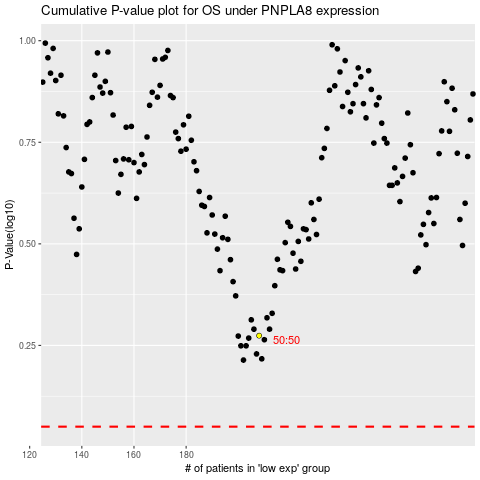 Cumulative P-value plot for OS under PNPLA8 expression
P-Value(log10)
1.00
0.75
0.50
0.25
50:50
120 140 160 180
# of patients in 'low exp' group